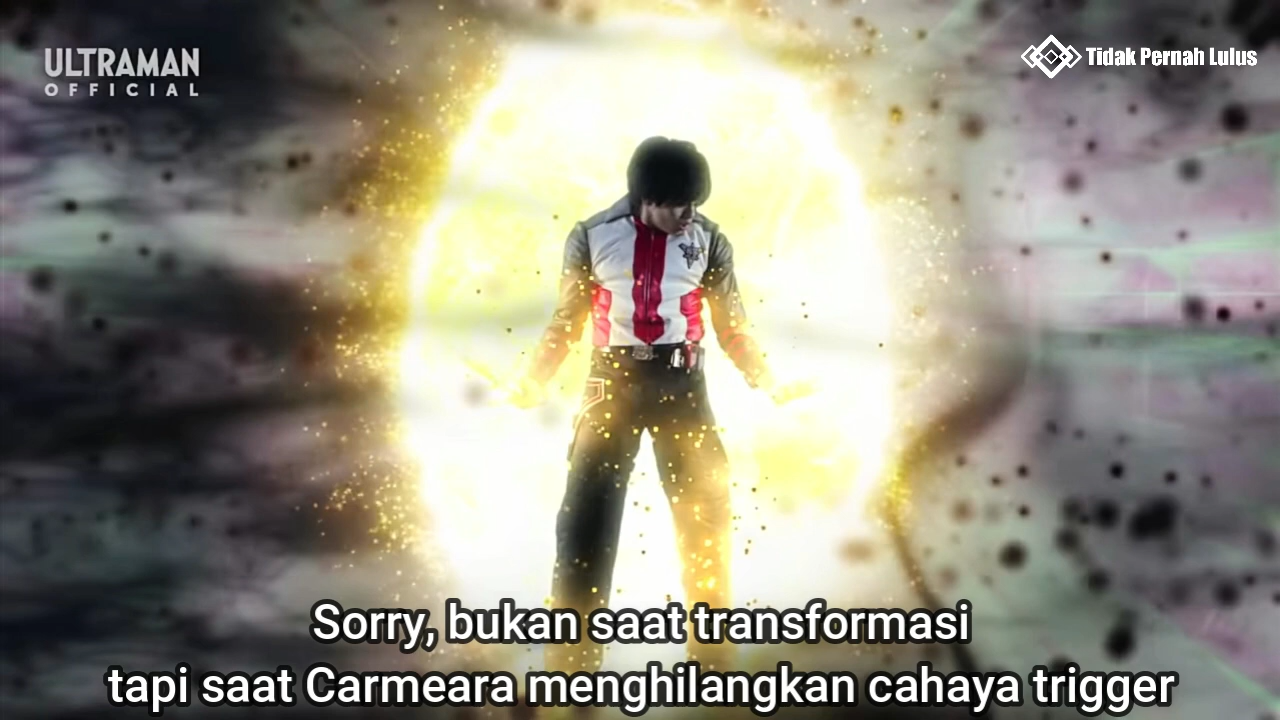 ULTRAMAN
OFFICIAL
Tidak Pernah Lulus
Sorry, bukan saat transformasi
tapi saat Carmeara menghilangkan cahaya trigger